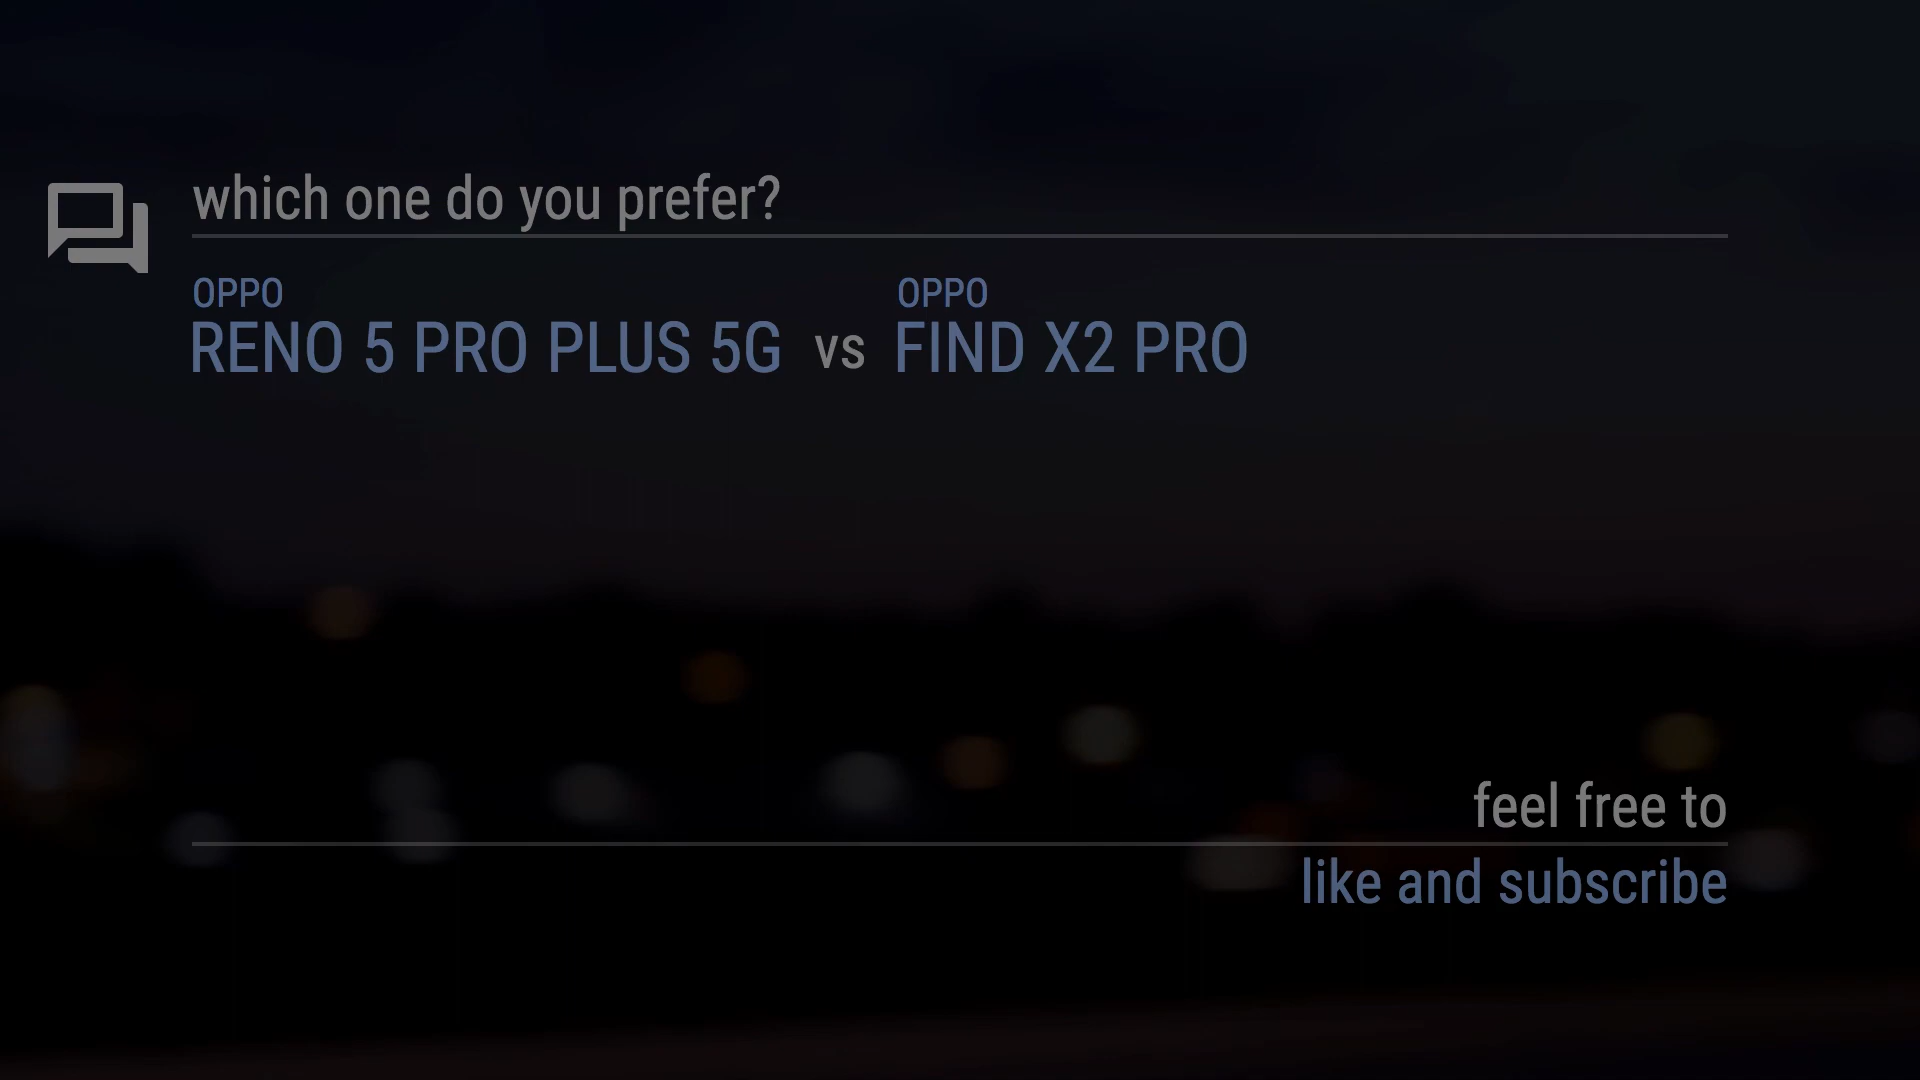 which one do you prefer?
OPPO OPPO
RENO 5 PRO PLUS 5G vs FIND X2 PRO
feel free to
like and subscribe